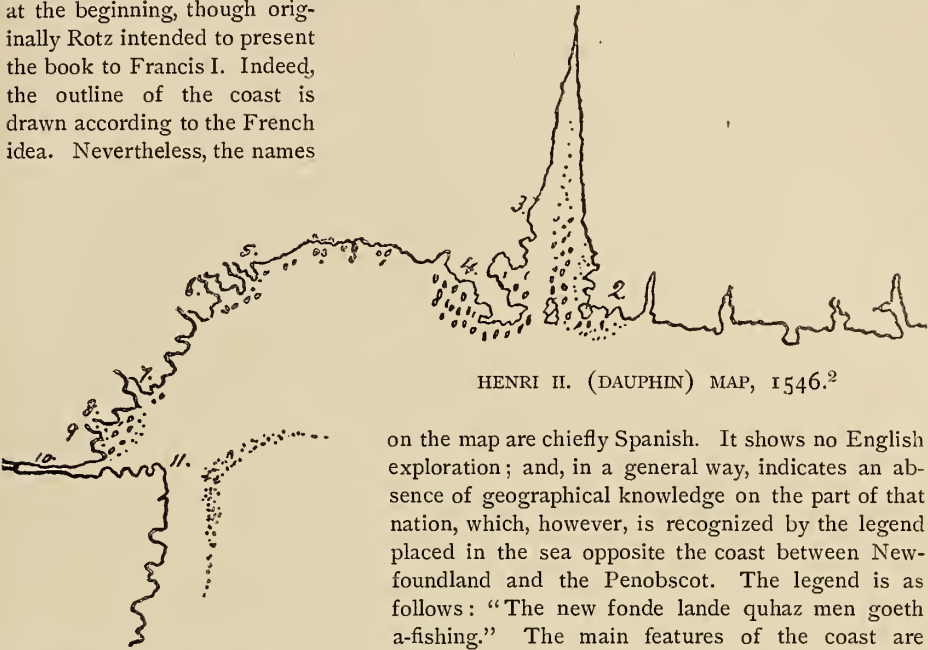 at the beginning, though orig-
inally Rotz intended to present
the book to Francis I. Indeed,
the outline of the coast is
drawn according to the French
idea. Nevertheless, the names
3.
5.
4.
6.
2
7.
8.
9
10.
11.
HENRI II. (DAUPHIN) MAP, 1546.²
on the map are chiefly Spanish. It shows no English
exploration; and, in a general way, indicates an ab-
sence of geographical knowledge on the part of that
nation, which, however, is recognized by the legend
placed in the sea opposite the coast between New-
foundland and the Penobscot. The legend is as
follows: “The new fonde lande quhaz men goeth
a-fishing.” The main features of the coast are